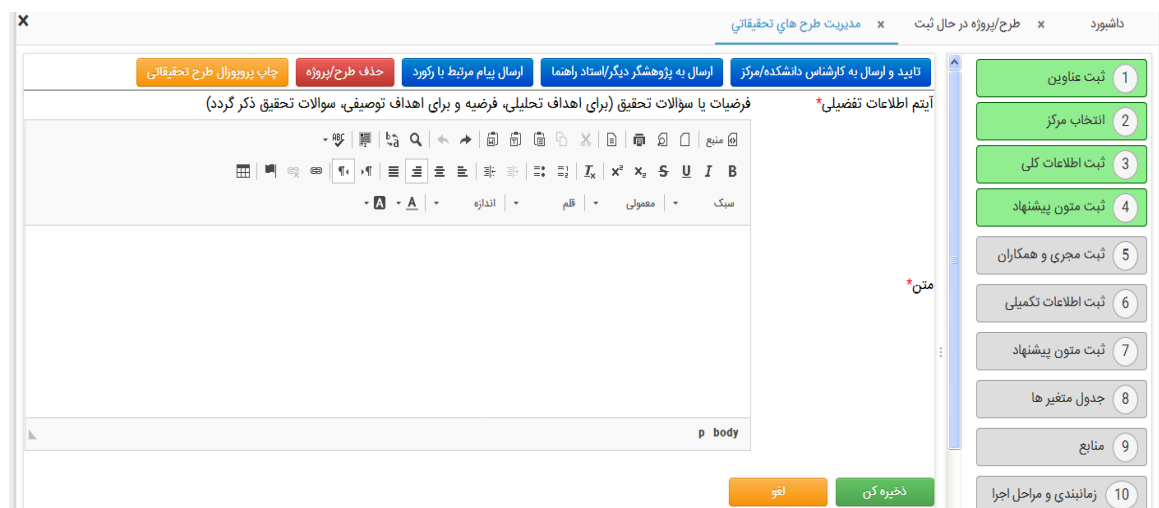 داشبورد
طرح/پروژه در حال ثبت x
مدیریت طرح هاي تحقیقاتي x
x
1 ثبت عناوین
2 انتخاب مرکز
3 ثبت اطلاعات کلی
4 ثبت متون پیشنهاد
5 ثبت مجری و همکاران
6 ثبت اطلاعات تکمیلی
7 ثبت متون پیشنهاد
8 جدول متغیر ها
9 منابع
10 زمانبندی و مراحل اجرا
تایید و ارسال به کارشناس دانشکده/مرکز
ارسال به پژوهشگر دیگر/استاد راهنما
ارسال پیام مرتبط با رکورد
حذف طرح/پروژه
چاپ پروپوزال طرح تحقیقاتی
آیتم اطلاعات تفضیلی*
فرضیات یا سؤالات تحقیق (برای اهداف تحلیلی، فرضیه و برای اهداف توصیفی، سوالات تحقیق ذکر گردد)
منبع
B I U S x₂ x² Tx
سبک معمولی قلم اندازه A A
متن*
body p
ذخیره کن
لغو